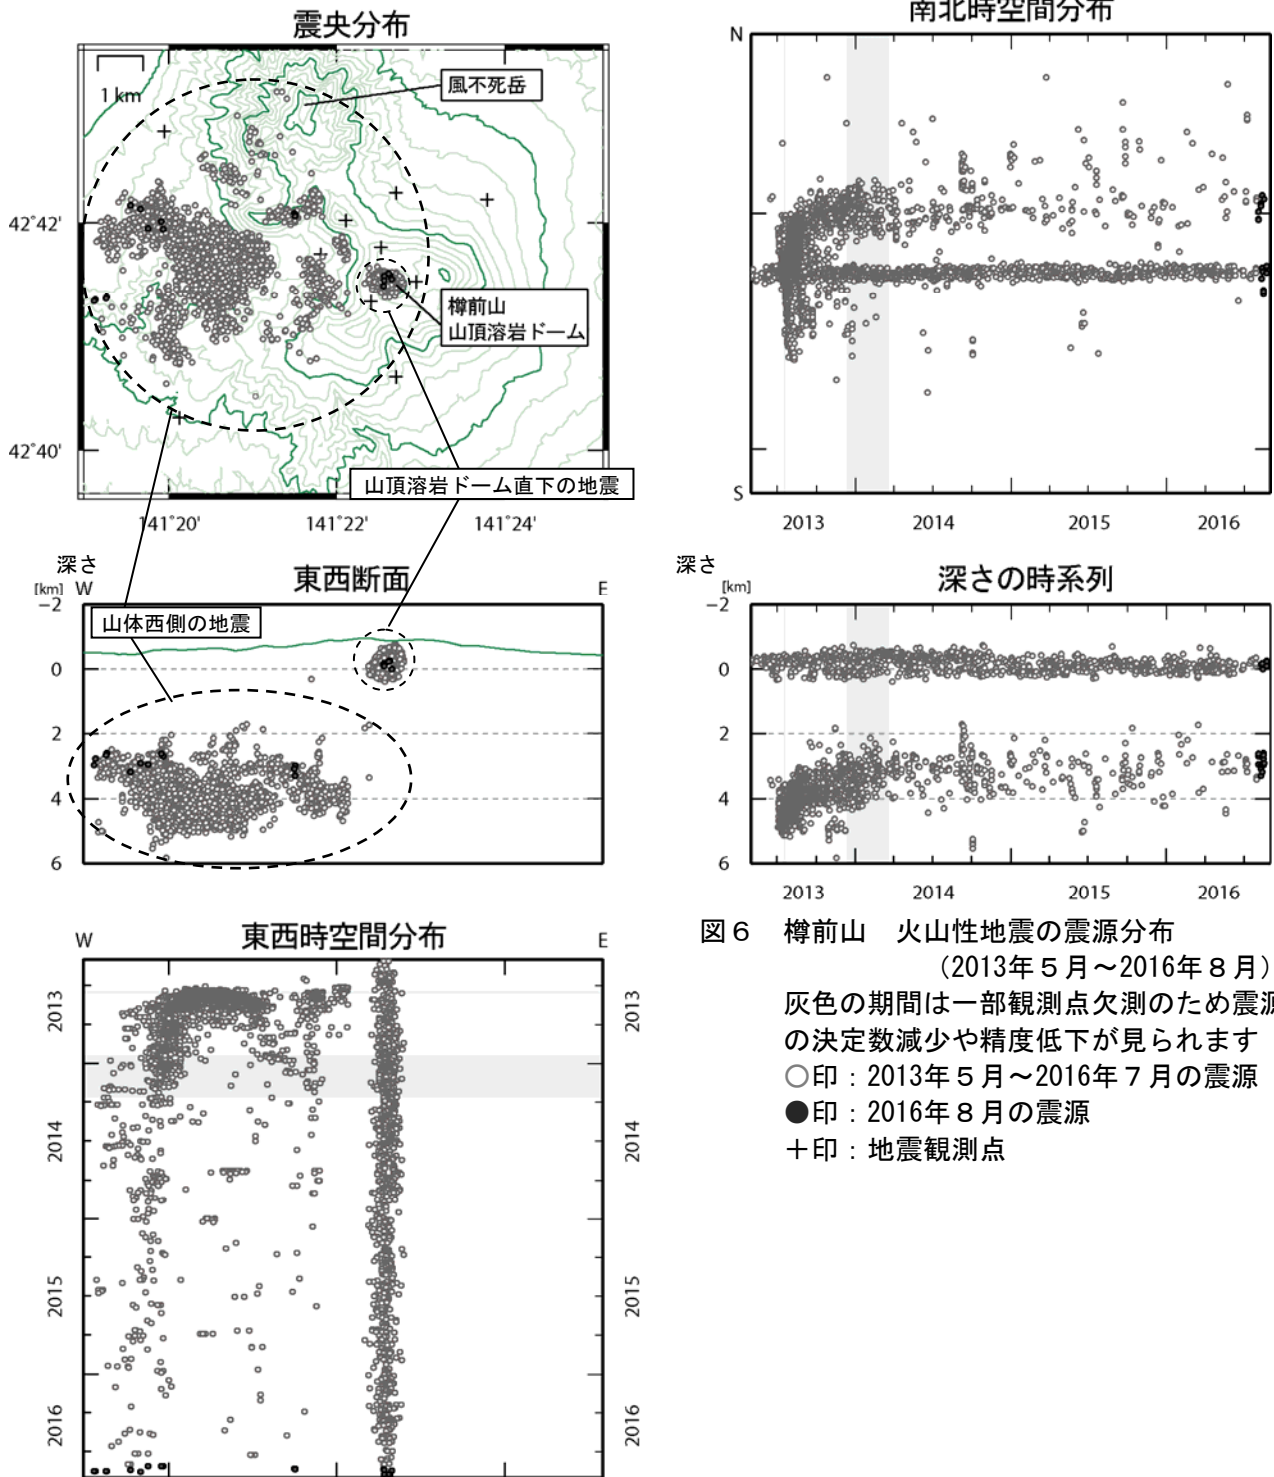 震央分布
1km
風不死岳
樽前山
山頂溶岩ドーム
42°42'
42°40'
141°20'
141°22'
141°24'
山頂溶岩ドーム直下の地震
南北時空間分布
N
S
2013
2014
2015
2016
深さ
[km]
W
東西断面
E
山体西側の地震
-2
0
2
4
6
深さ
[km]
深さの時系列
-2
0
2
4
6
2013
2014
2015
2016
W
東西時空間分布
E
2013
2014
2015
2016
2013
2014
2015
2016
図6 樽前山 火山性地震の震源分布
(2013年5月~2016年8月)
灰色の期間は一部観測点欠測のため震源
の決定数減少や精度低下が見られます
○印:2013年5月~2016年7月の震源
●印:2016年8月の震源
+印:地震観測点